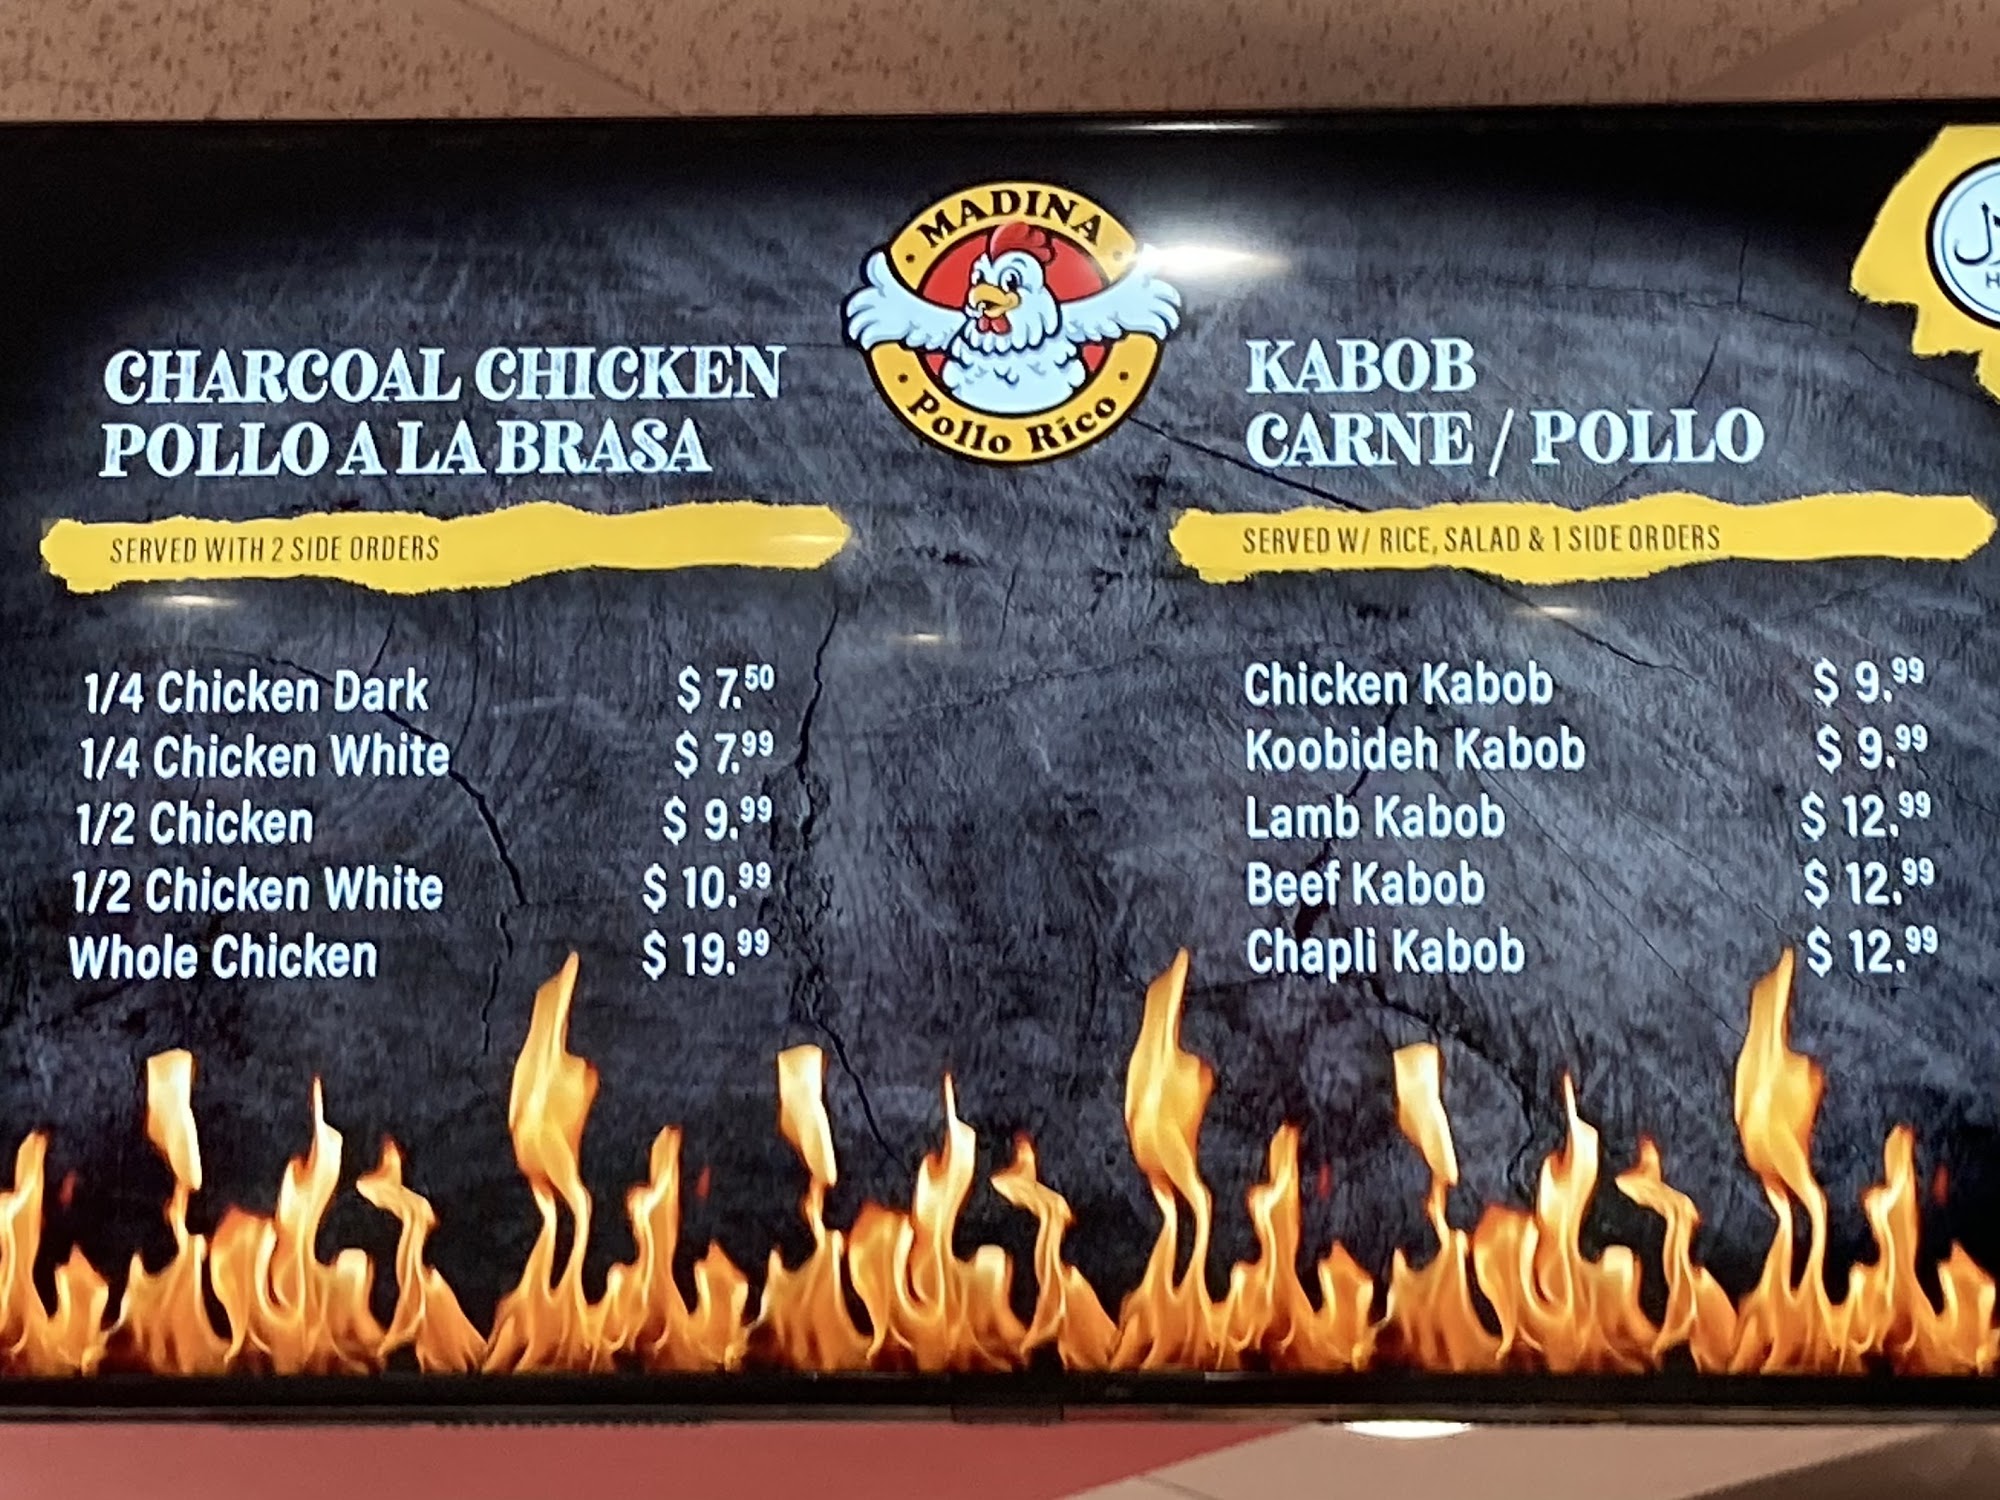 MADINA
Pollo Rico
CHARCOAL CHICKEN
POLLO A LA BRASA
SERVED WITH 2 SIDE ORDERS
1/4 Chicken Dark $ 7.50
1/4 Chicken White $ 7.99
1/2 Chicken $ 9.99
1/2 Chicken White $ 10.99
Whole Chicken $ 19.99
KABOB
CARNE / POLLO
SERVED W/ RICE, SALAD & 1 SIDE ORDERS
Chicken Kabob $ 9.99
Koobideh Kabob $ 9.99
Lamb Kabob $ 12.99
Beef Kabob $ 12.99
Chapli Kabob $ 12.99